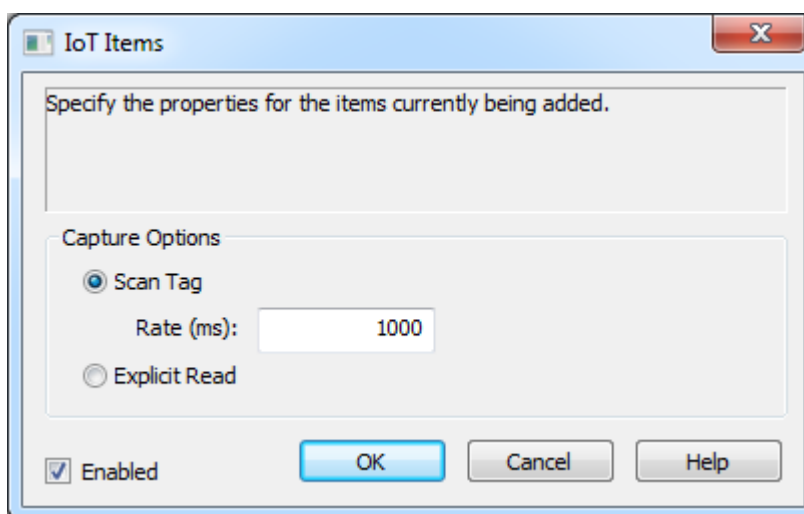 IoT Items
Specify the properties for the items currently being added.
Capture Options
Scan Tag
Rate (ms): 1000
Explicit Read
Enabled OK Cancel Help